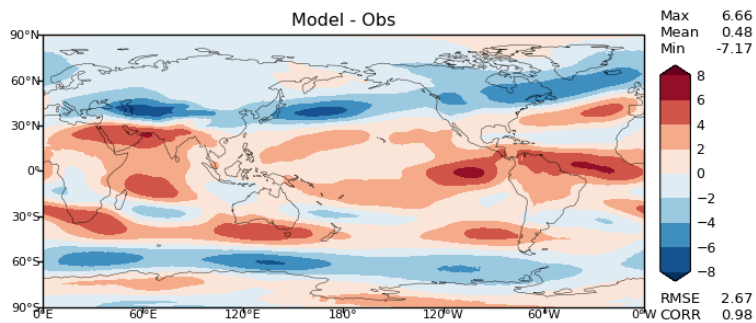 Model - Obs
Max 6.66
Mean 0.48
Min -7.17
90°N
60°N
30°N
0°
30°S
60°S
90°S
0°E
60°E
120°E
180°
120°W
60°W
0°W
8
6
4
2
0
−2
−4
−6
−8
RMSE 2.67
CORR 0.98